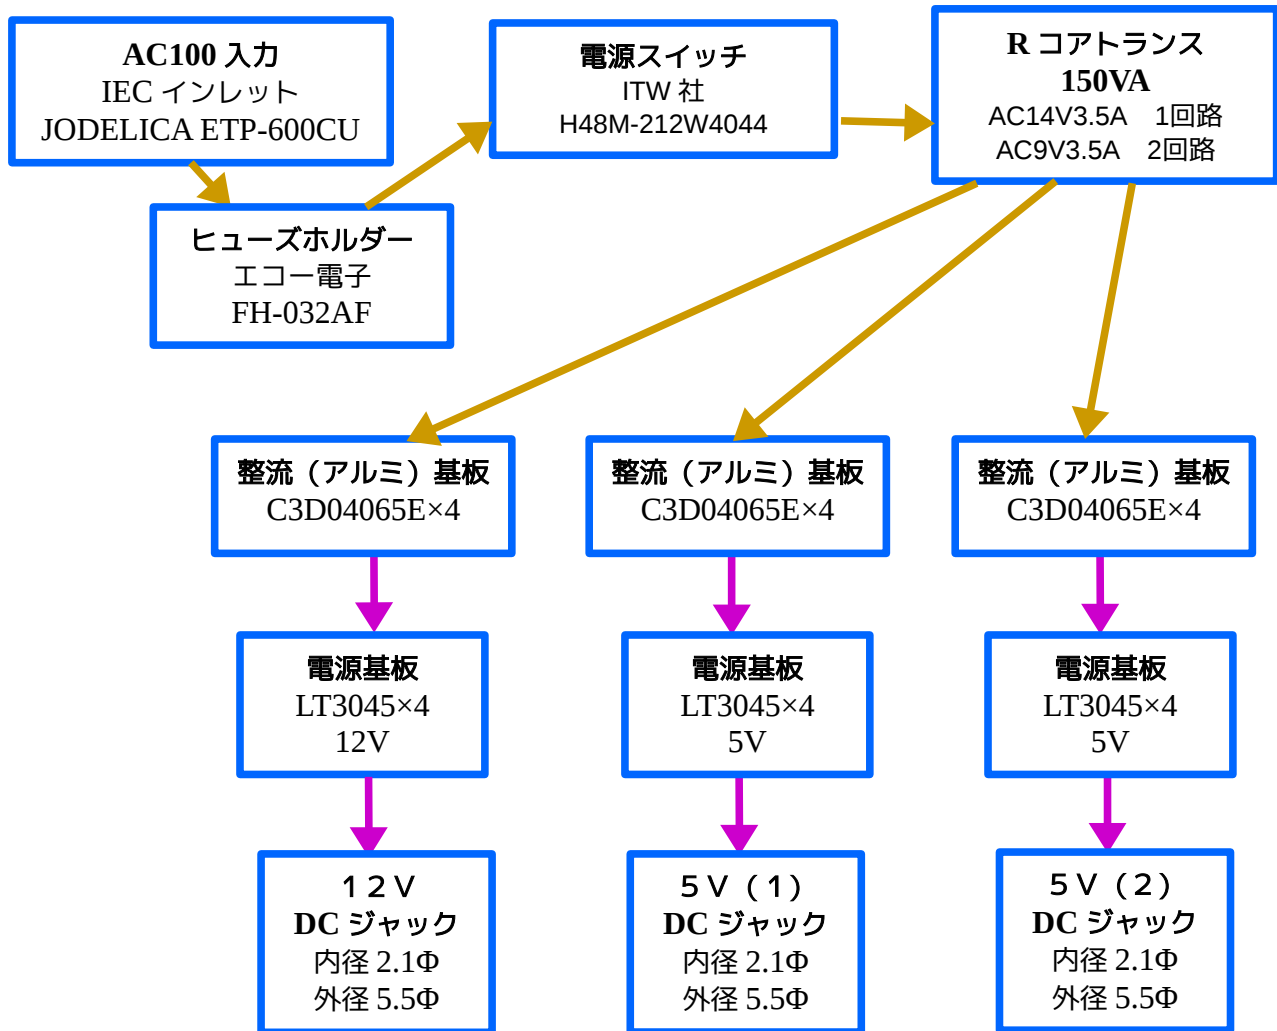 AC100 入力
IEC インレット
JODELICA ETP-600CU
電源スイッチ
ITW 社
H48M-212W4044
R コアトランス
150VA
AC14V3.5A　1回路
AC9V3.5A　2回路
ヒューズホルダー
エコー電子
FH-032AF
整流（アルミ）基板
C3D04065E×4
整流（アルミ）基板
C3D04065E×4
整流（アルミ）基板
C3D04065E×4
電源基板
LT3045×4
12V
電源基板
LT3045×4
5V
電源基板
LT3045×4
5V
１２Ｖ
DC ジャック
内径 2.1Φ
外径 5.5Φ
５Ｖ（１）
DC ジャック
内径 2.1Φ
外径 5.5Φ
５Ｖ（２）
DC ジャック
内径 2.1Φ
外径 5.5Φ